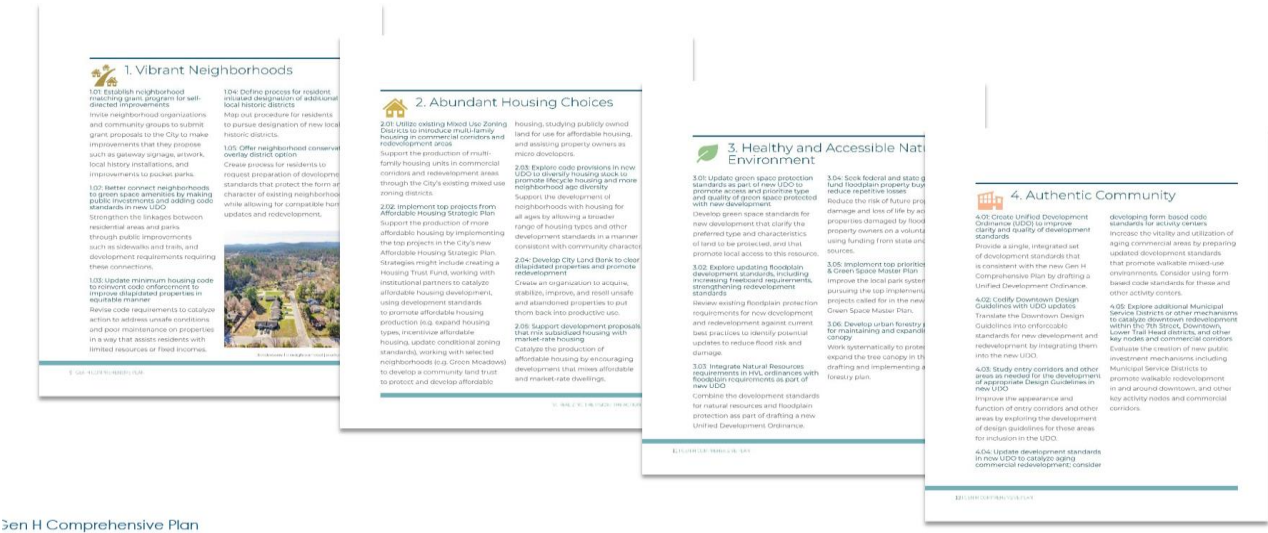 1. Vibrant Neighborhoods
1.01: Establish neighborhood
matching grant program for self-
directed improvements
Invite neighborhood organizations
and community groups to submit
grant proposals to the City to make
improvements that they propose
such as gateway signage, artwork,
local history installations, and
improvements to pocket parks.
1.02: Better connect neighborhoods
to green space amenities by making
public investments and adding code
standards in new UDO
Strengthen the linkages between
residential areas and parks
through public improvements
such as sidewalks and trails, and
development requirements requiring
these connections.
1.03: Update minimum housing code
to reinvent code enforcement to
improve dilapidated properties in
equitable manner
Revise code requirements to catalyze
action to address unsafe conditions
and poor maintenance on properties
in a way that assists residents with
limited resources or fixed incomes.
1.04: Define process for resident
initiated designation of additional
local historic districts
Map out procedure for residents
to pursue designation of new local
historic districts.
1.05: Offer neighborhood conservat
overlay district option
Create process for residents to
request preparation of developme
standards that protect the form an
character of existing neighborhood
while allowing for compatible hom
updates and redevelopment.
2. Abundant Housing Choices
2.01: Utilize existing Mixed Use Zoning
Districts to introduce multi-family
housing in commercial corridors and
redevelopment areas
Support the production of multi-
family housing units in commercial
corridors and redevelopment areas
through the City's existing mixed use
zoning districts.
2.02: Implement top projects from
Affordable Housing Strategic Plan
Support the production of more
affordable housing by implementing
the top projects in the City's new
Affordable Housing Strategic Plan.
Strategies might include creating a
Housing Trust Fund, working with
institutional partners to catalyze
affordable housing development,
using development standards
to promote affordable housing
production (e.g. expand housing
types, incentivize affordable
housing, update conditional zoning
standards), working with selected
neighborhoods (e.g. Green Meadows)
to develop a community land trust
to protect and develop affordable
housing, studying publicly owned
land for use for affordable housing,
and assisting property owners as
micro developers.
2.03: Explore code provisions in new
UDO to diversify housing stock to
promote lifecycle housing and more
neighborhood age diversity
Support the development of
neighborhoods with housing for
all ages by allowing a broader
range of housing types and other
development standards in a manner
consistent with community character
2.04: Develop City Land Bank to clear
dilapidated properties and promote
redevelopment
Create an organization to acquire,
stabilize, improve, and resell unsafe
and abandoned properties to put
them back into productive use.
2.05: Support development proposals
that mix subsidized housing with
market-rate housing
Catalyze the production of
affordable housing by encouraging
development that mixes affordable
and market-rate dwellings.
3. Healthy and Accessible Natu
Environment
3.01: Update green space protection
standards as part of new UDO to
promote access and prioritize type
and quality of green space protected
with new development
Develop green space standards for
new development that clarify the
preferred type and characteristics
of land to be protected, and that
promote local access to this resource.
3.02: Explore updating floodplain
development standards, including
increasing freeboard requirements,
strengthening redevelopment
standards
Review existing floodplain protection
requirements for new development
and redevelopment against current
best practices to identify potential
updates to reduce flood risk and
damage.
3.03: Integrate Natural Resources
requirements in HVL ordinances with
floodplain requirements as part of
new UDO
Combine the development standards
for natural resources and floodplain
protection as part of drafting a new
Unified Development Ordinance.
3.04: Seek federal and state g
fund floodplain property buy
reduce repetitive losses
Reduce the risk of future pro
damage and loss of life by ac
properties damaged by flood
property owners on a volunta
using funding from state an
sources.
3.05: Implement top priorities
& Green Space Master Plan
Improve the local park system
pursuing the top implement
projects called for in the new
Green Space Master Plan.
3.06: Develop urban forestry p
for maintaining and expandi
canopy
Work systematically to prote
expand the tree canopy in th
drafting and implementing a
forestry plan.
4. Authentic Community
4.01: Create Unified Development
Ordinance (UDO) to improve
clarity and quality of development
standards
Provide a single, integrated set
of development standards that
is consistent with the new Gen H
Comprehensive Plan by drafting a
Unified Development Ordinance.
4.02: Codify Downtown Design
Guidelines with UDO updates
Translate the Downtown Design
Guidelines into enforceable
standards for new development and
redevelopment by integrating them
into the new UDO.
4.03: Study entry corridors and other
areas as needed for the development
of appropriate Design Guidelines in
new UDO
Improve the appearance and
function of entry corridors and other
areas by exploring the development
of design guidelines for those areas
for inclusion in the UDO.
4.04: Update development standards
in new UDO to catalyze aging
commercial redevelopment; consider
developing form based code
standards for activity centers
Increase the vitality and utilization of
aging commercial areas by preparing
updated development standards
that promote walkable mixed-use
environments. Consider using form
based code standards for these and
other activity centers.
4.05: Explore additional Municipal
Service Districts or other mechanisms
to catalyze downtown redevelopment
within the 7th Street, Downtown,
Lower Trail Head districts, and other
key nodes and commercial corridors
Evaluate the creation of new public
investment mechanisms including
Municipal Service Districts to
promote walkable redevelopment
in and around downtown, and other
key activity nodes and commercial
corridors.
Gen H Comprehensive Plan